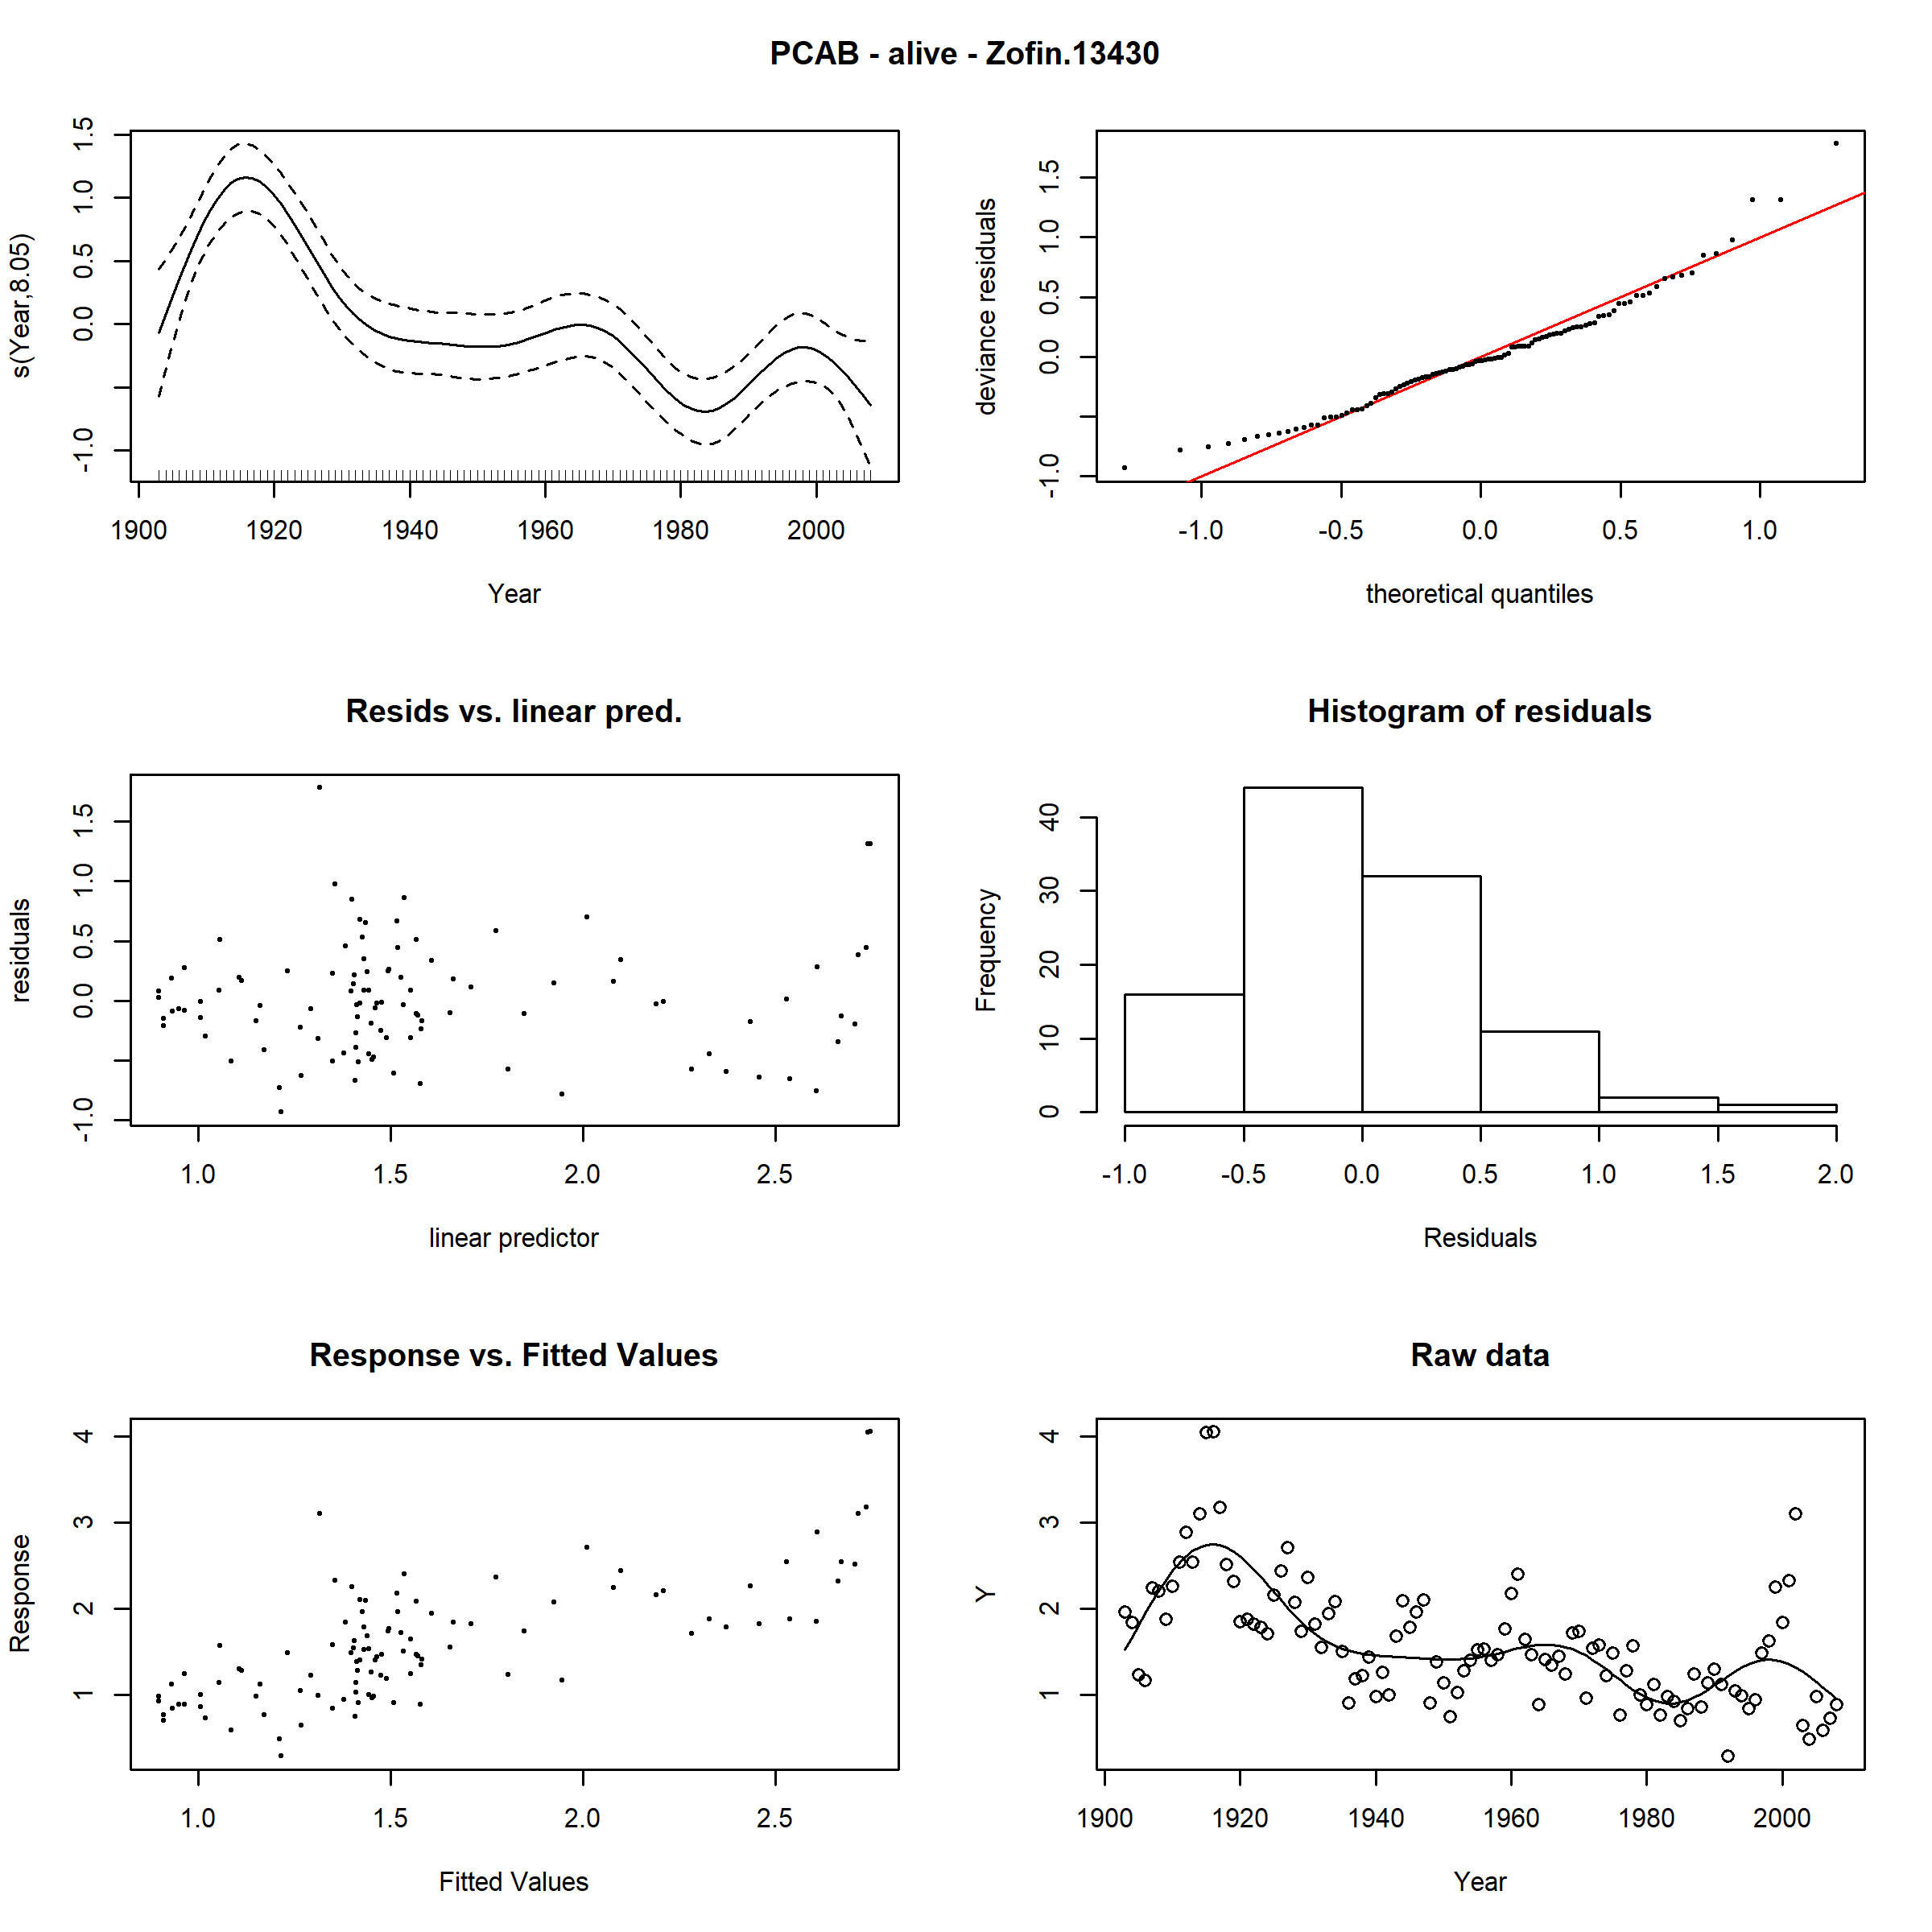 PCAB - alive - Zofin.13430
s(Year,8.05)
-1.0 0.0 0.5 1.0 1.5
1900 1920 1940 1960 1980 2000
Year
deviance residuals
-1.0 0.0 0.5 1.0 1.5
-1.0 -0.5 0.0 0.5 1.0
theoretical quantiles
Resids vs. linear pred.
residuals
-1.0 0.0 0.5 1.0 1.5
1.0 1.5 2.0 2.5
linear predictor
Histogram of residuals
Frequency
0 10 20 30 40
-1.0 -0.5 0.0 0.5 1.0 1.5 2.0
Residuals
Response vs. Fitted Values
Response
1 2 3 4
1.0 1.5 2.0 2.5
Fitted Values
Raw data
Y
1 2 3 4
1900 1920 1940 1960 1980 2000
Year